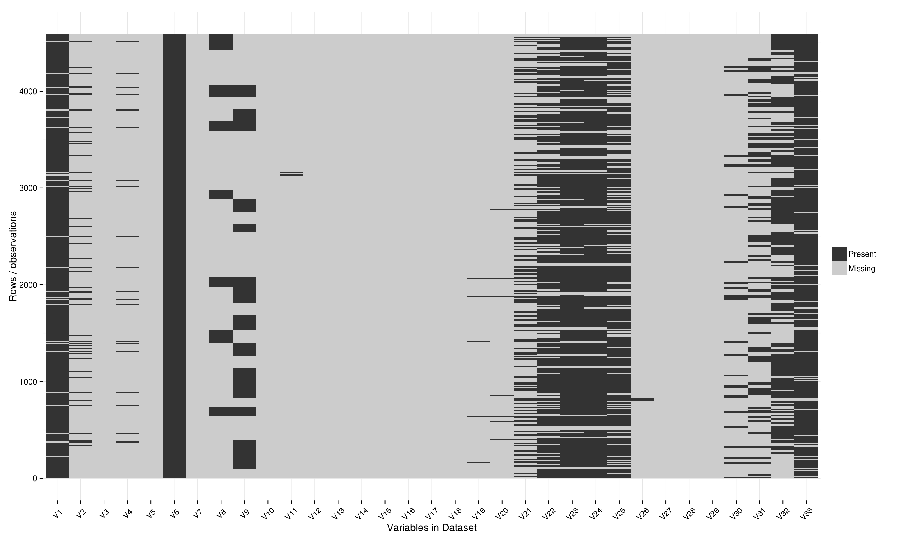 4000
3000
2000
1000
0
Rows / observations
V1 V2 V3 V4 V5 V6 V7 V8 V9 V10 V11 V12 V13 V14 V15 V16 V17 V18 V19 V20 V21 V22 V23 V24 V25 V26 V27 V28 V29 V30 V31 V32 V33
Variables in Dataset
Present
Missing